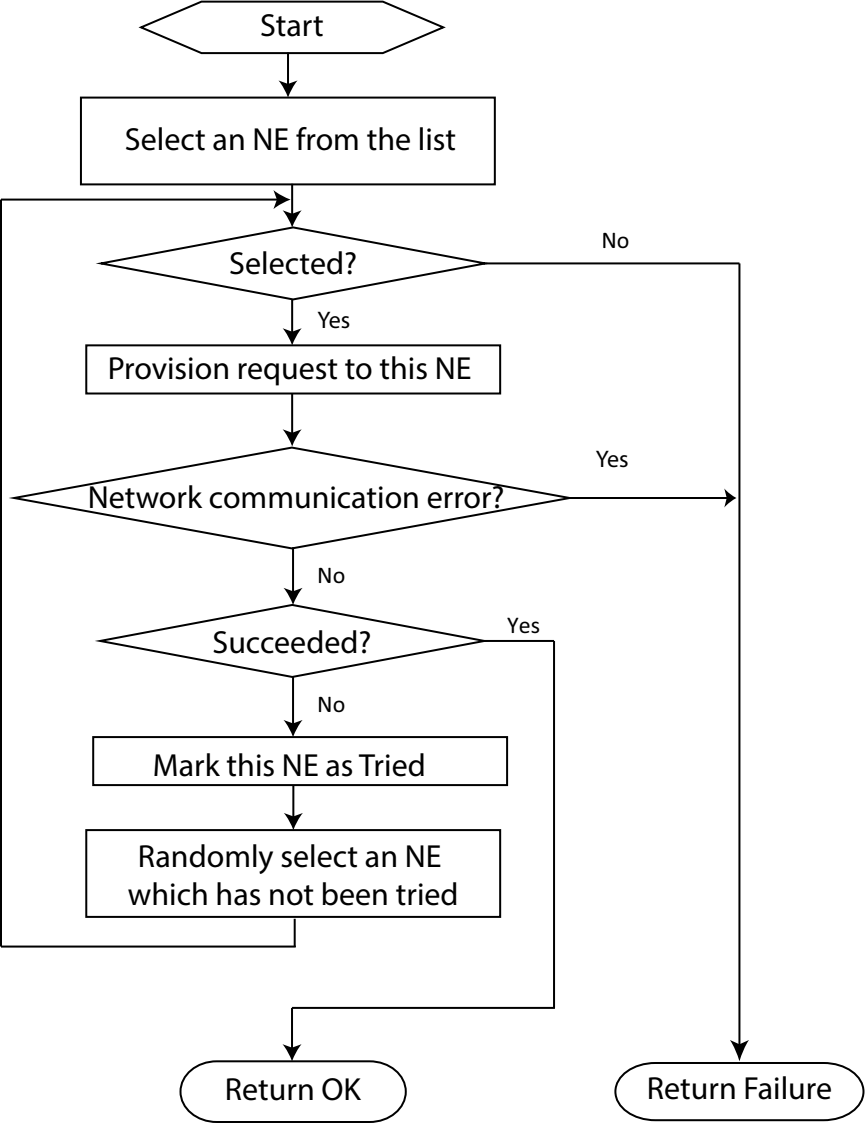 Start
Select an NE from the list
Selected?
No
Yes
Provision request to this NE
Network communication error?
Yes
No
Succeeded?
Yes
No
Mark this NE as Tried
Randomly select an NE
which has not been tried
Return OK
Return Failure